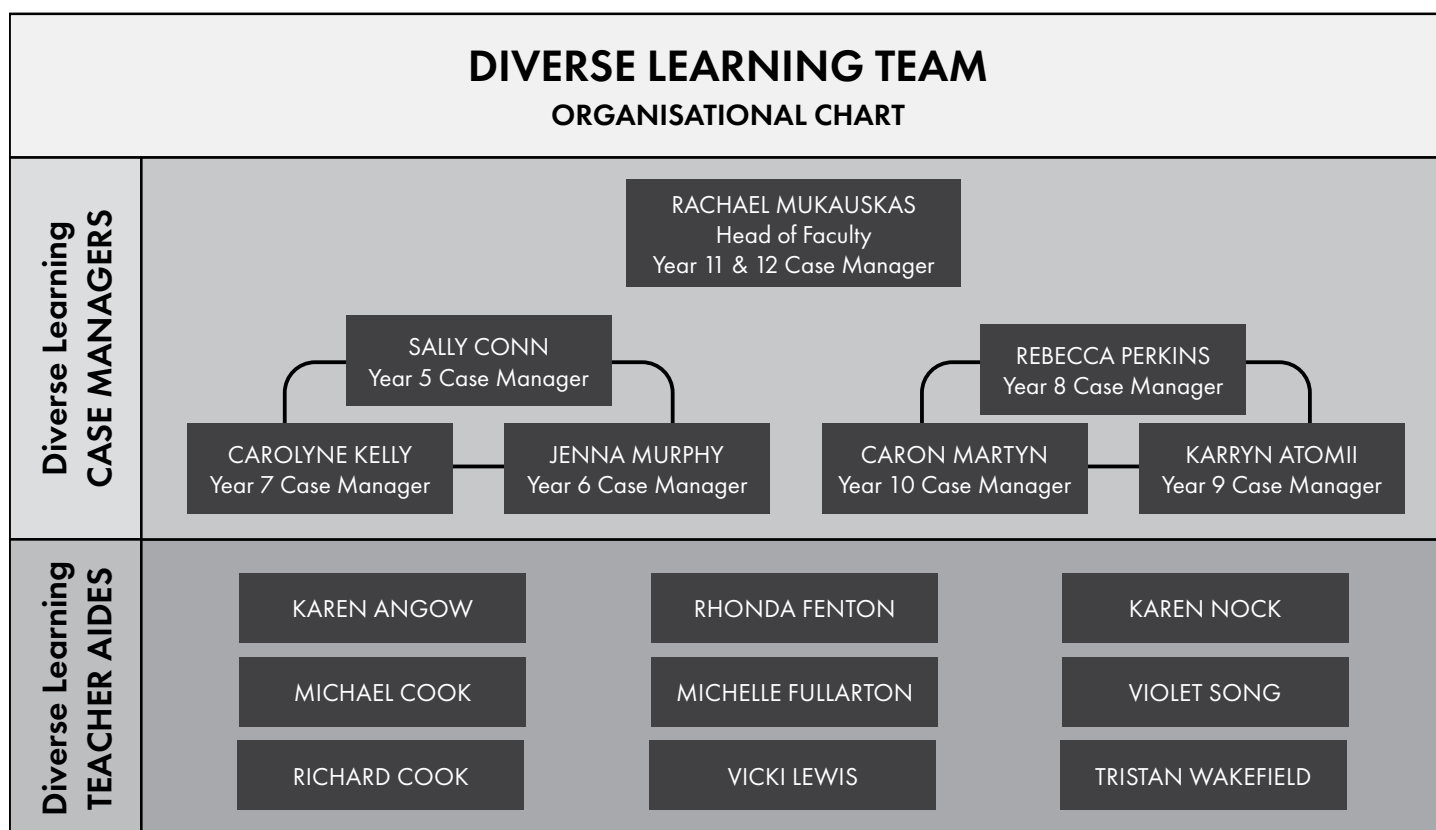 DIVERSE LEARNING TEAM
ORGANISATIONAL CHART
Diverse Learning
CASE MANAGERS
RACHAEL MUKAUSKAS
Head of Faculty
Year 11 & 12 Case Manager
SALLY CONN
Year 5 Case Manager
REBECCA PERKINS
Year 8 Case Manager
CAROLYNE KELLY
Year 7 Case Manager
JENNA MURPHY
Year 6 Case Manager
CARON MARTYN
Year 10 Case Manager
KARRYN ATOMII
Year 9 Case Manager
Diverse Learning
TEACHER AIDES
KAREN ANGOW
RHONDA FENTON
KAREN NOCK
MICHAEL COOK
MICHELLE FULLARTON
VIOLET SONG
RICHARD COOK
VICKI LEWIS
TRISTAN WAKEFIELD